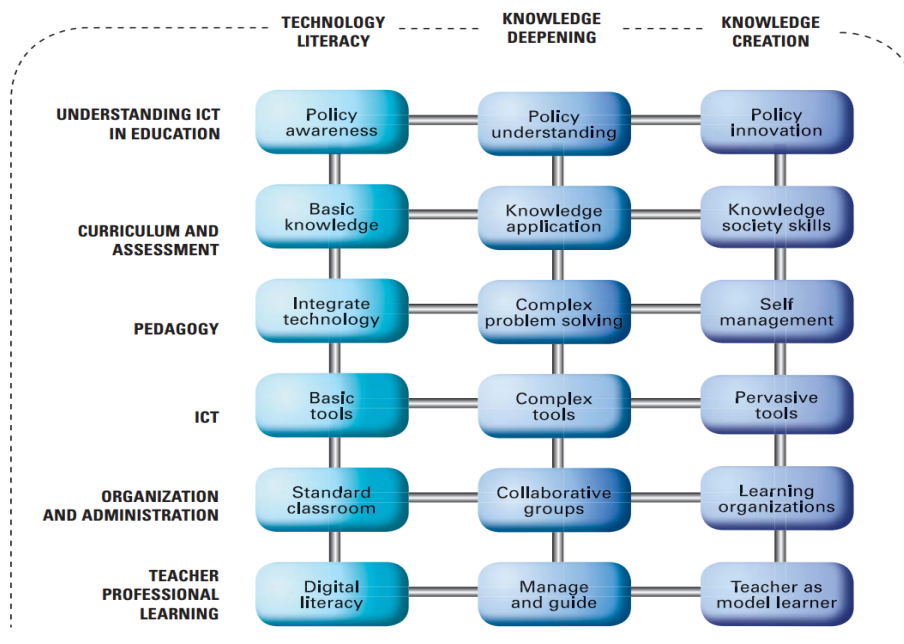 TECHNOLOGY
LITERACY
KNOWLEDGE
DEEPENING
KNOWLEDGE
CREATION
UNDERSTANDING ICT
IN EDUCATION
Policy
awareness
Policy
understanding
Policy
innovation
CURRICULUM AND
ASSESSMENT
Basic
knowledge
Knowledge
application
Knowledge
society skills
PEDAGOGY
Integrate
technology
Complex
problem solving
Self
management
ICT
Basic
tools
Complex
tools
Pervasive
tools
ORGANIZATION
AND ADMINISTRATION
Standard
classroom
Collaborative
groups
Learning
organizations
TEACHER
PROFESSIONAL
LEARNING
Digital
literacy
Manage
and guide
Teacher as
model learner